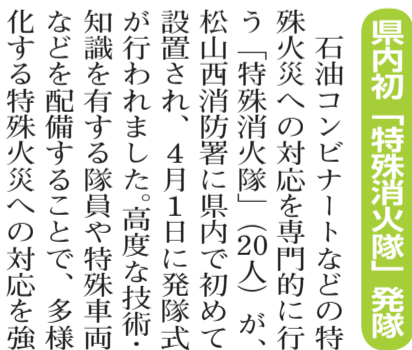 県内初「特殊消火隊」発隊
石油コンビナートなどの特
殊火災への対応を専門的に行
う「特殊消火隊」（20人）が、
松山西消防署に県内で初めて
設置され、４月１日に発隊式
が行われました。高度な技術・
知識を有する隊員や特殊車両
などを配備することで、多様
化する特殊火災への対応を強